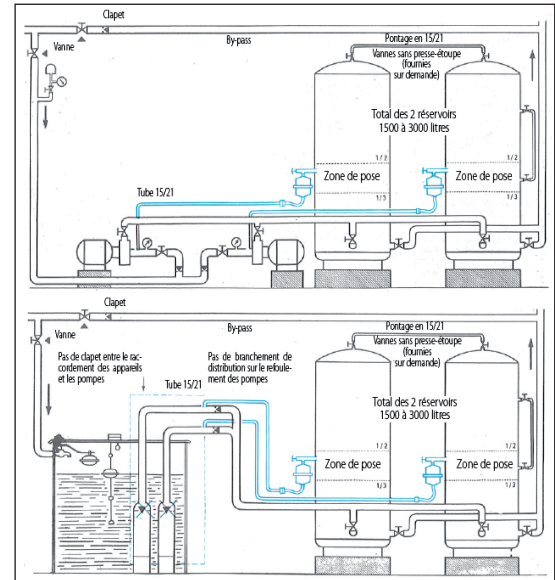 Clapet
Vanne
By-pass
Pontage en 15/21
Vannes sans presse-étoupe
(fournies
sur demande)
Total des 2 réservoirs
1500 à 3000 litres
1/2
1/2
Zone de pose
Zone de pose
Tube 15/21
1/3
1/3
Clapet
Vanne
By-pass
Pontage en 15/21
Vannes sans presse-étoupe
(fournies
sur demande)
Pas de clapet entre le rac-
cordement des appareils
et les pompes
Pas de branchement de
distribution sur le refoule-
ment des pompes
Tube 15/21
Total des 2 réservoirs
1500 à 3000 litres
1/2
1/2
Zone de pose
Zone de pose
1/3
1/3